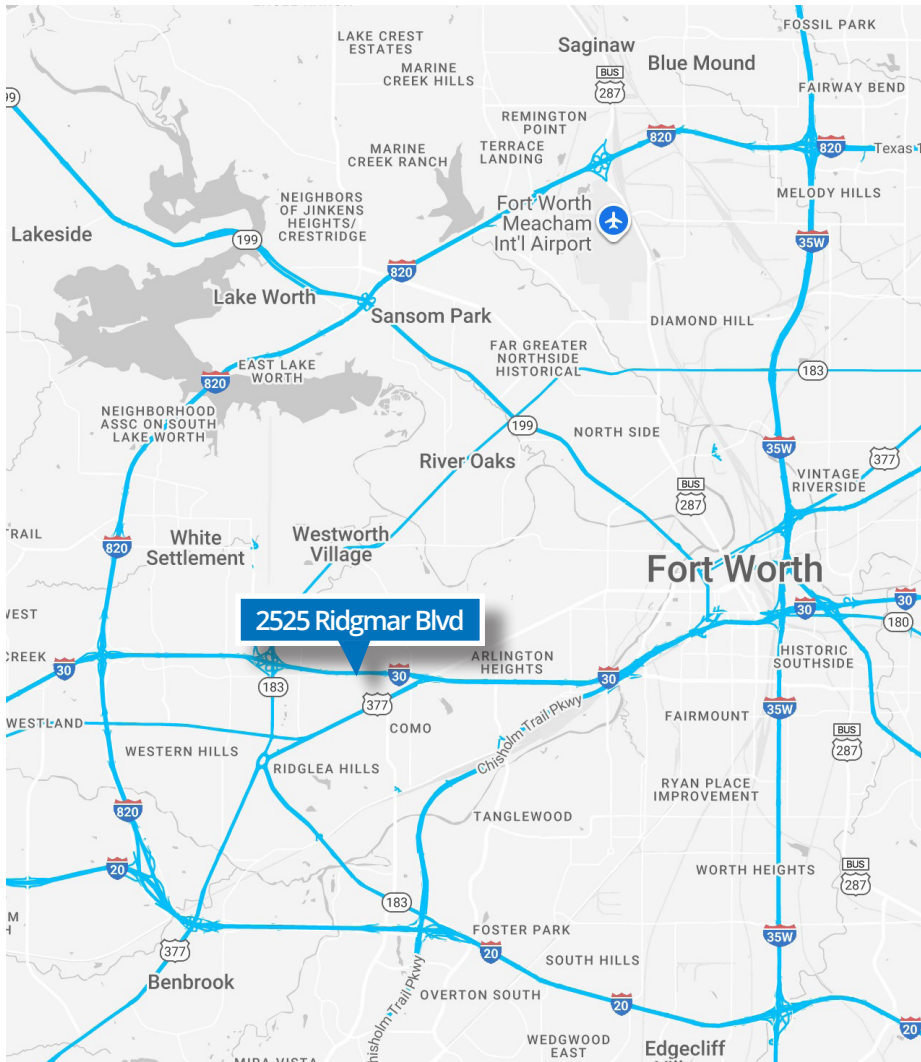 FOSSIL PARK
LAKE CREST
ESTATES
Saginaw
Blue Mound
MARINE
CREEK HILLS
BUS
287
FAIRWAY BEND
REMINGTON
POINT
820
820
TERRACE
LANDING
MARINE
CREEK RANCH
MELODY HILLS
NEIGHBORS
OF JINKENS
HEIGHTS/
CRESTRIDGE
Fort Worth
Meacham
Int'l Airport
Lakeside
199
35W
820
Lake Worth
Sansom Park
DIAMOND HILL
FAR GREATER
NORTHSIDE
HISTORICAL
EAST LAKE
WORTH
183
820
NEIGHBORHOOD
ASSC ON SOUTH
LAKE WORTH
199
NORTH SIDE
35W
377
River Oaks
VINTAGE
RIVERSIDE
BUS
287
White
Settlement
Westworth
Village
820
Fort Worth
30
30
180
2525 Ridgmar Blvd
HISTORIC
SOUTHSIDE
ARLINGTON
HEIGHTS
30
30
30
183
377
35W
FAIRMOUNT
WESTLAND
COMO
Chisholm Trail Pkwy
BUS
287
WESTERN HILLS
RIDGLEA HILLS
RYAN PLACE
IMPROVEMENT
820
TANGLEWOOD
20
WORTH HEIGHTS
BUS
287
183
FOSTER PARK
35W
377
20
SOUTH HILLS
Benbrook
OVERTON SOUTH
20
20
WEDGWOOD
EAST
Edgecliff